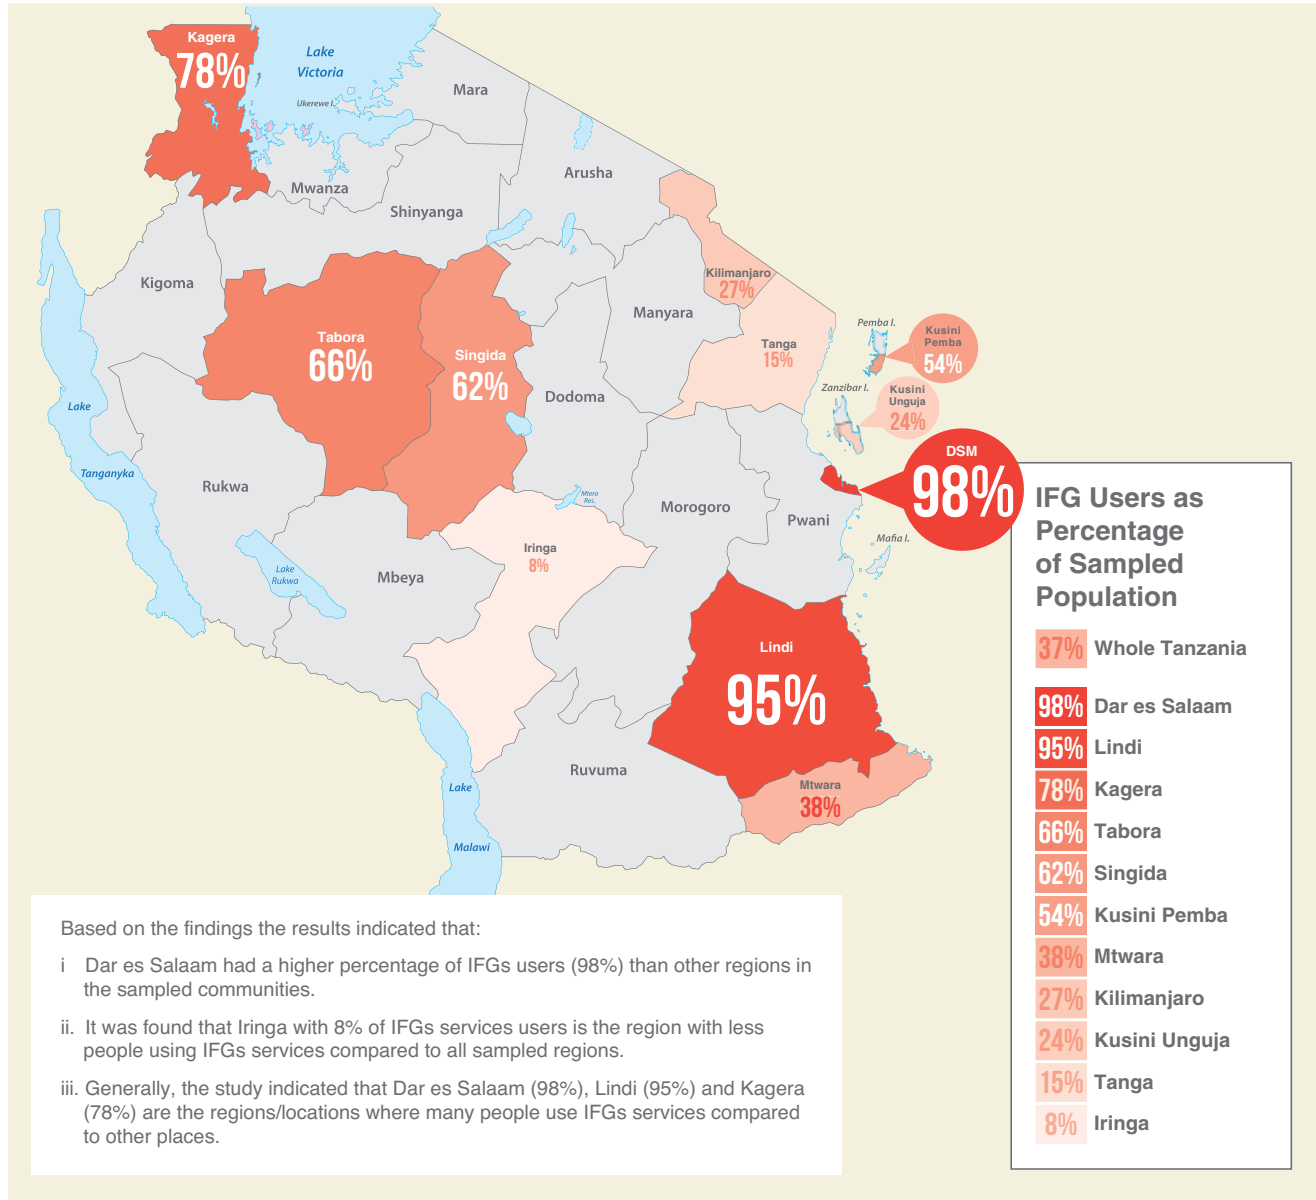 Kagera
78%
Lake
Victoria
Ukerewe I.
Mara
Arusha
Mwanza
Shinyanga
Kigoma
Kilimanjaro
27%
Manyara
Tabora
66%
Singida
62%
Tanga
15%
Pemba I.
Kusini
Pemba
54%
Zanzibar I.
Kusini
Unguja
24%
Dodoma
Lake
Tanganyka
Rukwa
DSM
98%
Mtera
Res.
Morogoro
Pwani
Mafia I.
Iringa
8%
Lake
Rukwa
Mbeya
Lindi
95%
Ruvuma
Mtwara
38%
Lake
Malawi
IFG Users as
Percentage
of Sampled
Population
37% Whole Tanzania
98% Dar es Salaam
95% Lindi
78% Kagera
66% Tabora
62% Singida
54% Kusini Pemba
38% Mtwara
27% Kilimanjaro
24% Kusini Unguja
15% Tanga
8% Iringa
Based on the findings the results indicated that:
i Dar es Salaam had a higher percentage of IFGs users (98%) than other regions in
the sampled communities.
ii. It was found that Iringa with 8% of IFGs services users is the region with less
people using IFGs services compared to all sampled regions.
iii. Generally, the study indicated that Dar es Salaam (98%), Lindi (95%) and Kagera
(78%) are the regions/locations where many people use IFGs services compared
to other places.